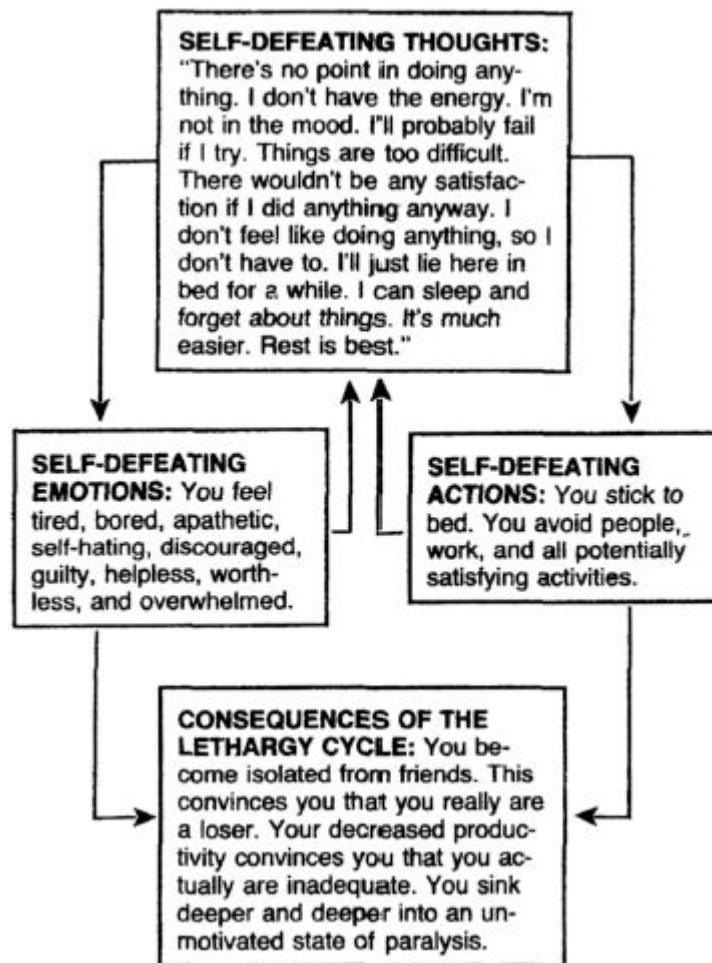 SELF-DEFEATING THOUGHTS:
"There's no point in doing any-
thing. I don't have the energy. I'm
not in the mood. I'll probably fail
if I try. Things are too difficult.
There wouldn't be any satisfac-
tion if I did anything anyway. I
don't feel like doing anything, so I
don't have to. I'll just lie here in
bed for a while. I can sleep and
forget about things. It's much
easier. Rest is best."
SELF-DEFEATING
EMOTIONS: You feel
tired, bored, apathetic,
self-hating, discouraged,
guilty, helpless, worth-
less, and overwhelmed.
SELF-DEFEATING
ACTIONS: You stick to
bed. You avoid people,
work, and all potentially
satisfying activities.
CONSEQUENCES OF THE
LETHARGY CYCLE: You be-
come isolated from friends. This
convinces you that you really are
a loser. Your decreased produc-
tivity convinces you that you ac-
tually are inadequate. You sink
deeper and deeper into an un-
motivated state of paralysis.